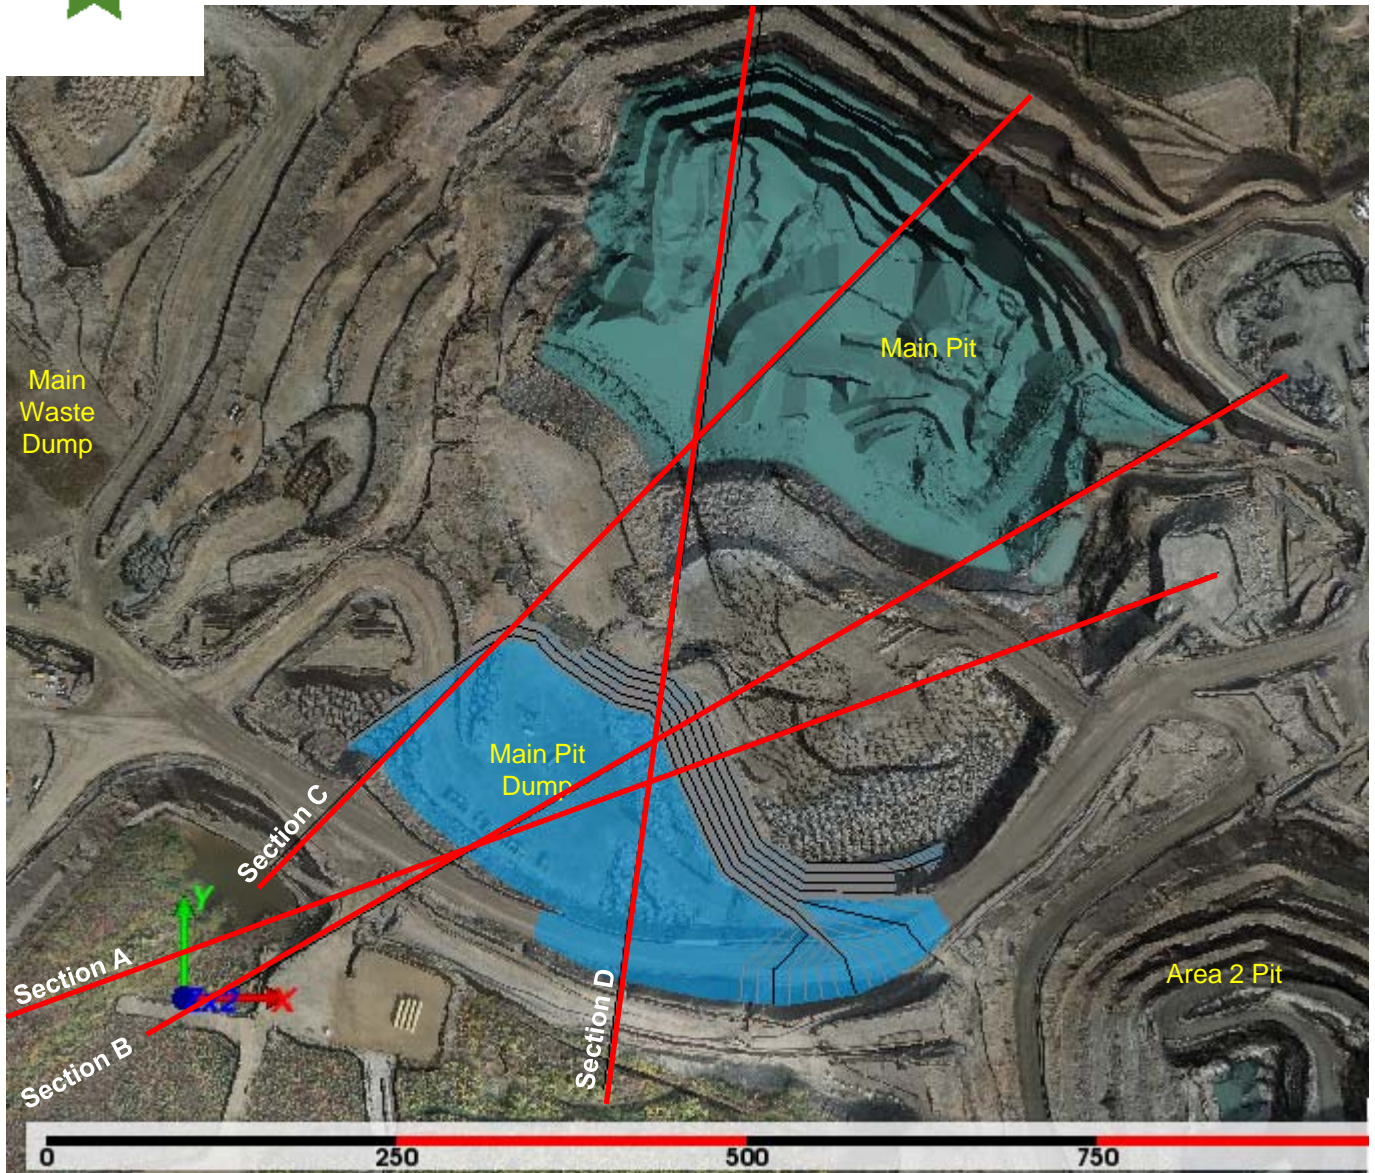 Main Pit
Main
Waste
Dump
Main Pit
Dump
Section C
Section A
Section B
Section D
Area 2 Pit
Y
X
0
250
500
750